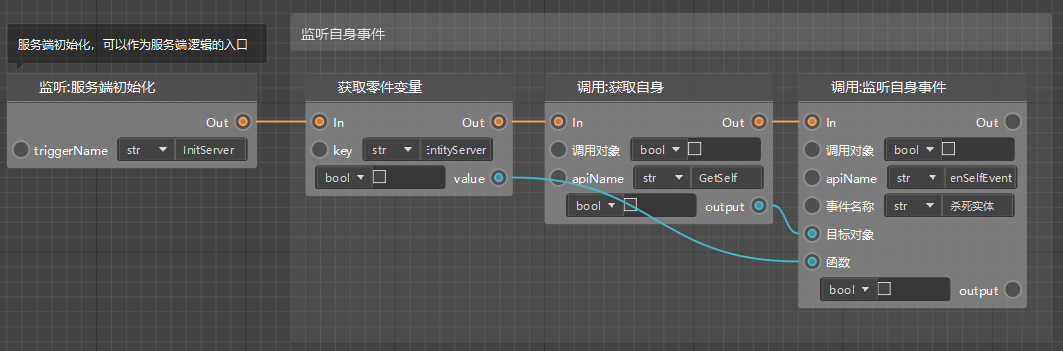 监听自身事件
服务端初始化，可以作为服务端逻辑的入口
监听:服务端初始化
Out
triggerName str InitServer
获取零件变量
In Out
key str EntityServer
bool value
调用:获取自身
In Out
调用对象 bool
apiName str GetSelf
bool output
调用:监听自身事件
In Out
调用对象 bool
apiName str enSelfEvent
事件名称 str 杀死实体
目标对象
函数
bool output